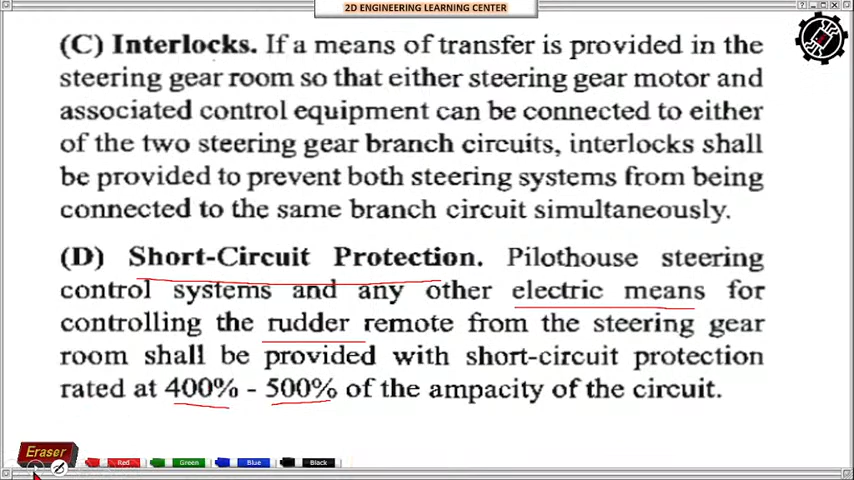 2D ENGINEERING LEARNING CENTER
(C) Interlocks. If a means of transfer is provided in the
steering gear room so that either steering gear motor and
associated control equipment can be connected to either
of the two steering gear branch circuits, interlocks shall
be provided to prevent both steering systems from being
connected to the same branch circuit simultaneously.
(D) Short-Circuit Protection. Pilothouse steering
control systems and any other electric means for
controlling the rudder remote from the steering gear
room shall be provided with short-circuit protection
rated at 400% - 500% of the ampacity of the circuit.
Eraser
Red Green Blue Black